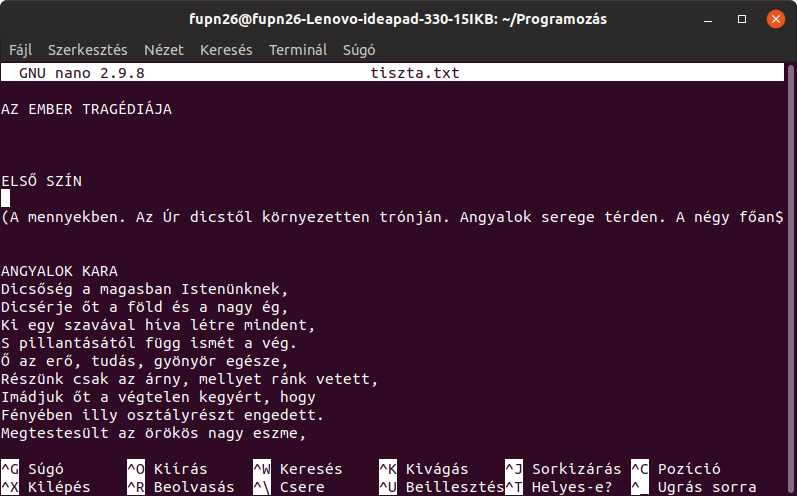 fupn26@fupn26-Lenovo-ideapad-330-15IKB: ~/Programozás
Fájl Szerkesztés Nézet Keresés Terminál Súgó
GNU nano 2.9.8 tiszta.txt
AZ EMBER TRAGÉDIÁJA
ELSŐ SZÍN
(A mennyekben. Az Úr dicstől környezetten trónján. Angyalok serege térden. A négy főan$
ANGYALOK KARA
Dicsőség a magasban Istenünknek,
Dicsérje őt a föld és a nagy ég,
Ki egy szavával híva létre mindent,
S pillantásától függ ismét a vég.
Ő az erő, tudás, gyönyör egésze,
Részünk csak az árny, mellyet ránk vetett,
Imádjuk őt a végtelen kegyért, hogy
Fényében illy osztályrészt engedett.
Megtestesült az örökös nagy eszme,
^G Súgó ^O Kiírás ^W Keresés ^K Kivágás ^J Sorkizárás ^C Pozíció
^X Kilépés ^R Beolvasás ^\ Csere ^U Beillesztés ^T Helyes-e? ^_ Ugrás sorra